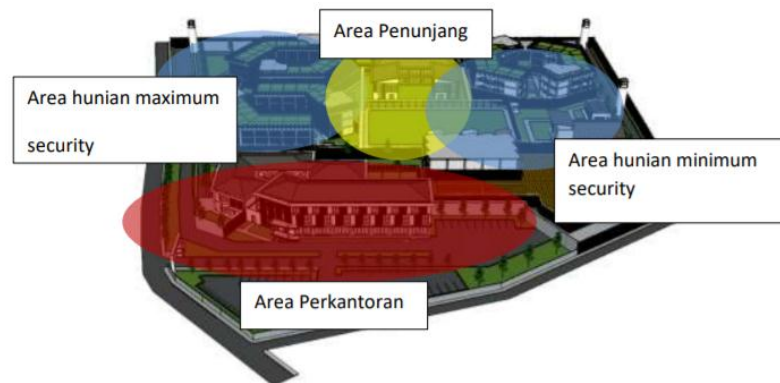 Area Penunjang
Area hunian maximum
security
Area hunian minimum
security
Area Perkantoran